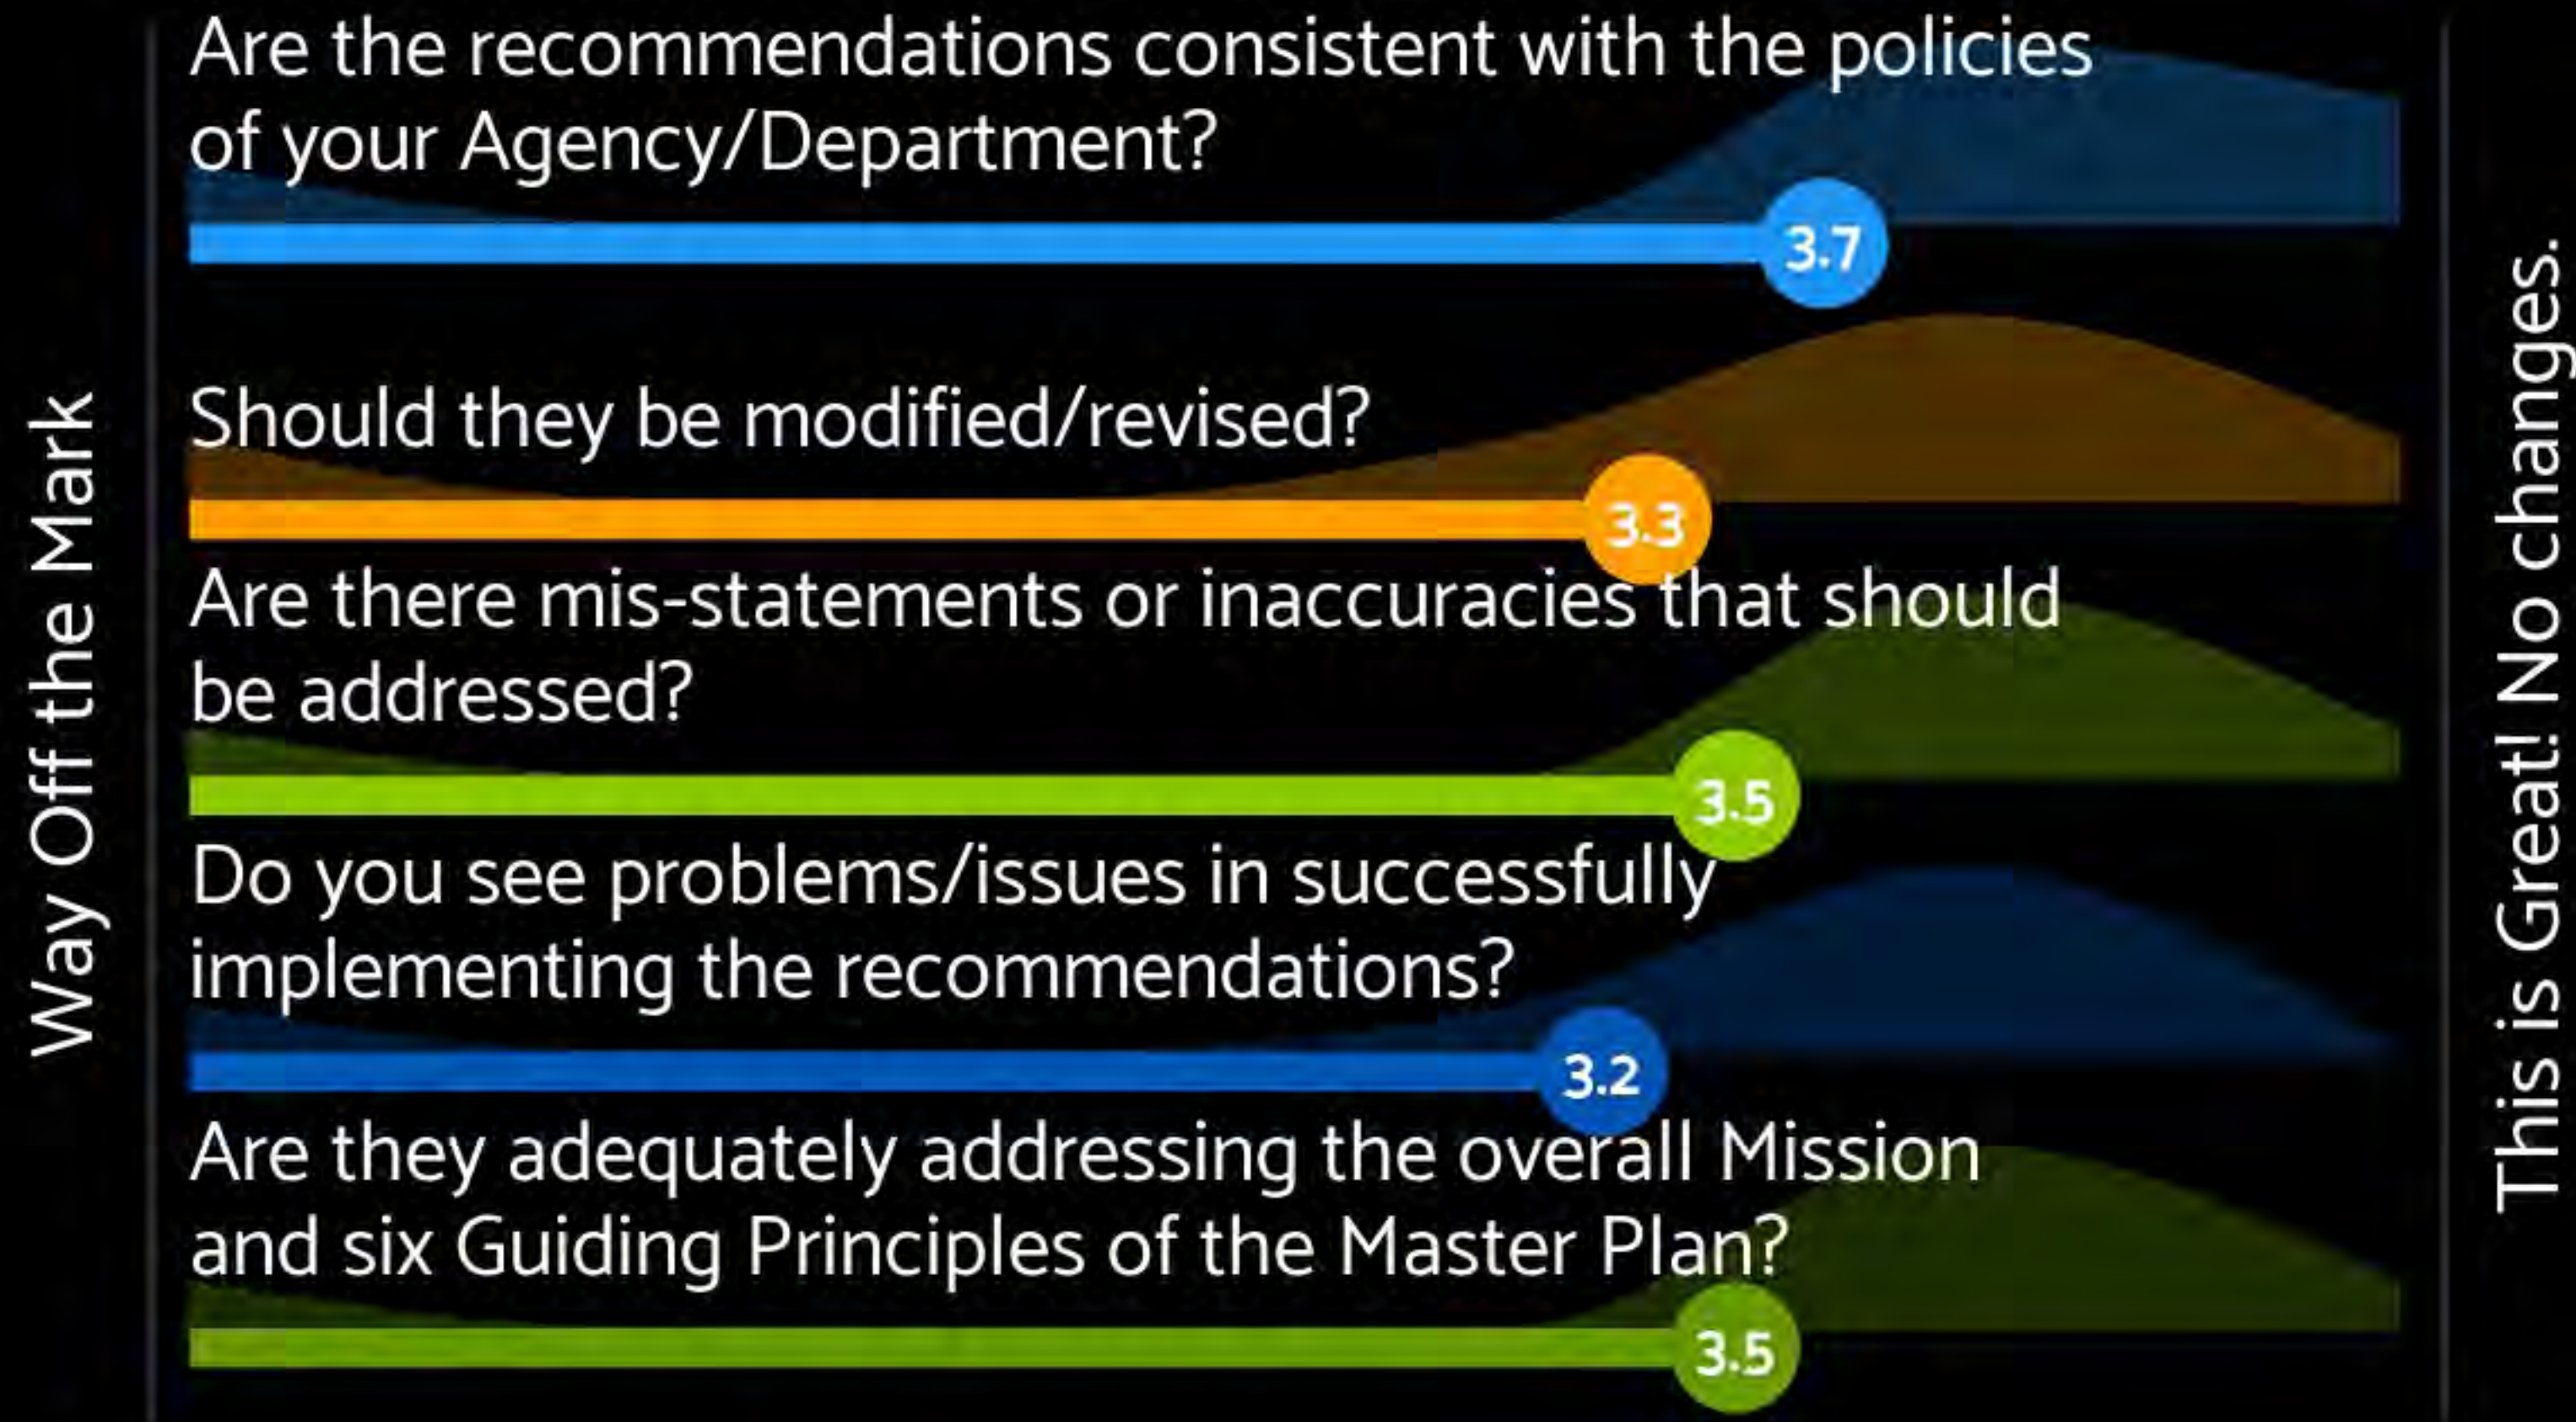 Way Off the Mark
Are the recommendations consistent with the policies
of your Agency/Department?
3.7
Should they be modified/revised?
3.3
Are there mis-statements or inaccuracies that should
be addressed?
3.5
Do you see problems/issues in successfully
implementing the recommendations?
3.2
Are they adequately addressing the overall Mission
and six Guiding Principles of the Master Plan?
3.5
This is Great! No changes.